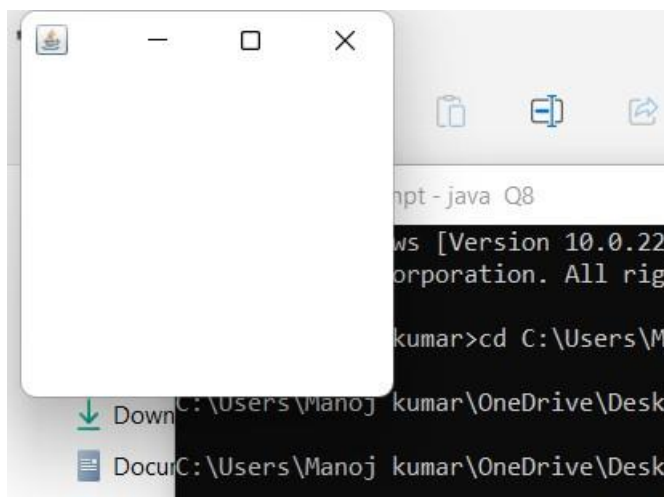 npt - java Q8
ws [Version 10.0.22
orporation. All rig
kumar>cd C:\Users\M
Down
C:\Users\Manoj kumar\OneDrive\Desk
Docu
C:\Users\Manoj kumar\OneDrive\Desk